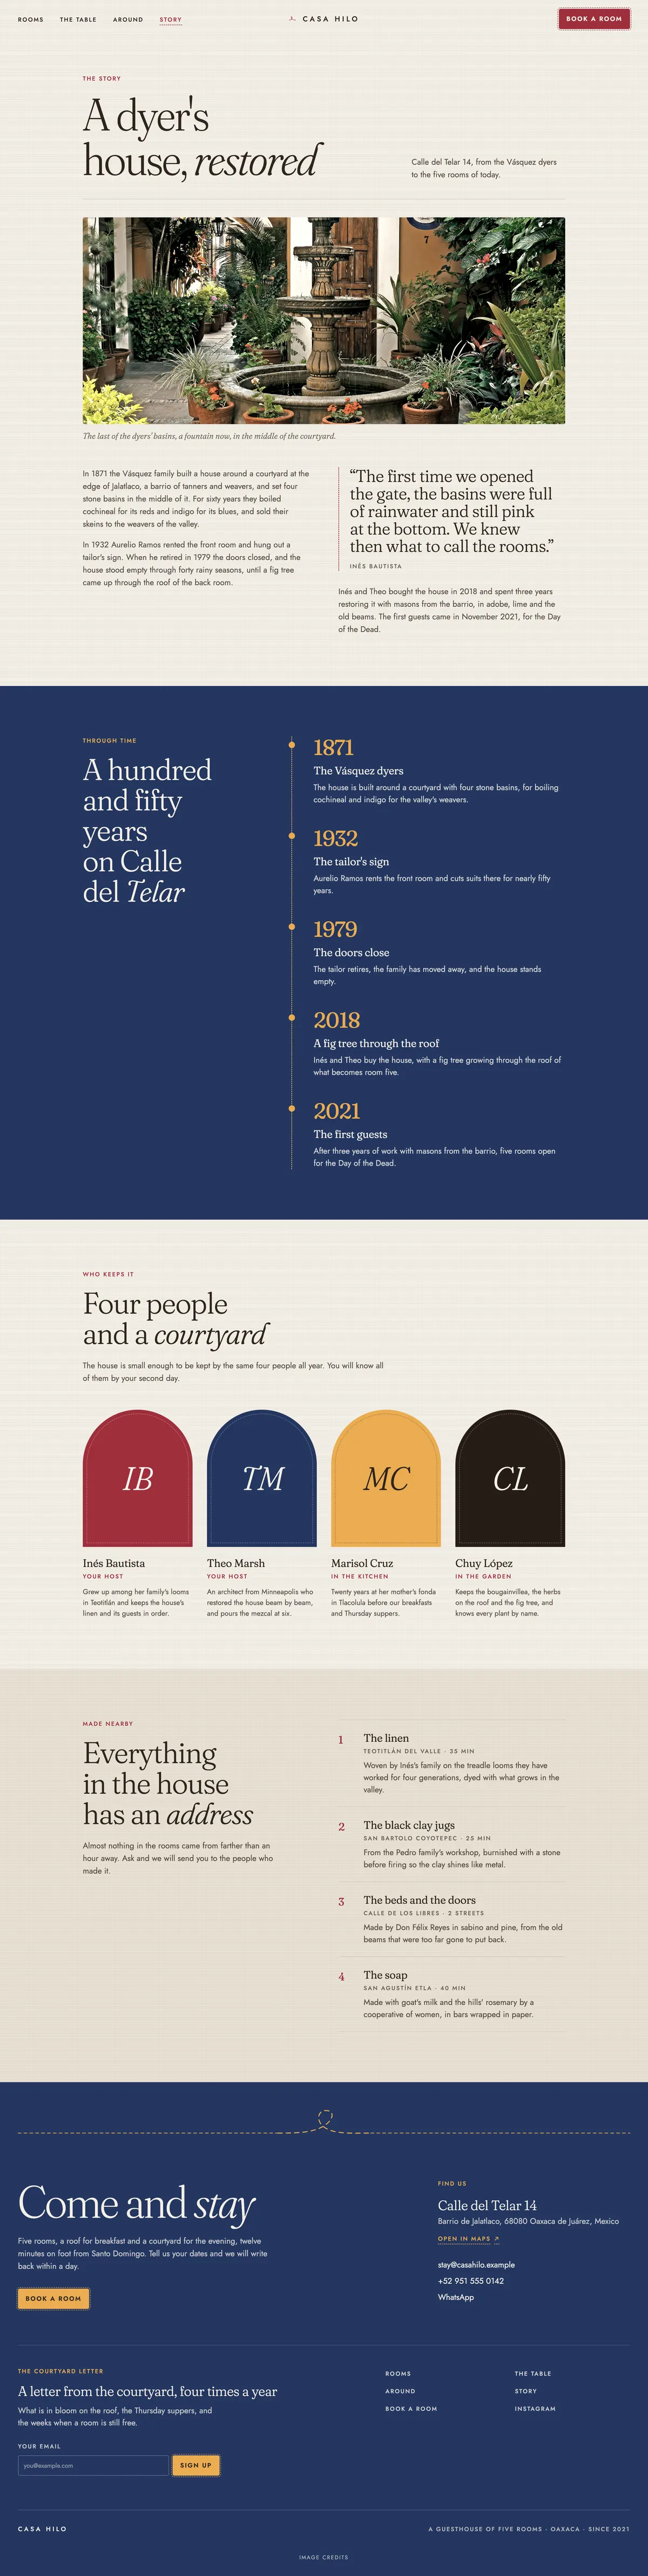 ROOMS THE TABLE AROUND STORY
CASA HILO
BOOK A ROOM
THE STORY
A dyer's
house, restored
Calle del Telar 14, from the Vásquez dyers
to the five rooms of today.
7
The last of the dyers' basins, a fountain now, in the middle of the courtyard.
In 1871 the Vásquez family built a house around a courtyard at the
edge of Jalatlaco, a barrio of tanners and weavers, and set four
stone basins in the middle of it. For sixty years they boiled
cochineal for its reds and indigo for its blues, and sold their
skeins to the weavers of the valley.
In 1932 Aurelio Ramos rented the front room and hung out a
tailor's sign. When he retired in 1979 the doors closed, and the
house stood empty through forty rainy seasons, until a fig tree
came up through the roof of the back room.
“The first time we opened
the gate, the basins were full
of rainwater and still pink
at the bottom. We knew
then what to call the rooms.”
INÉS BAUTISTA
Inés and Theo bought the house in 2018 and spent three years
restoring it with masons from the barrio, in adobe, lime and the
old beams. The first guests came in November 2021, for the Day
of the Dead.
THROUGH TIME
A hundred
and fifty
years
on Calle
del Telar
1871
The Vásquez dyers
The house is built around a courtyard with four stone basins, for boiling
cochineal and indigo for the valley's weavers.
1932
The tailor's sign
Aurelio Ramos rents the front room and cuts suits there for nearly fifty
years.
1979
The doors close
The tailor retires, the family has moved away, and the house stands
empty.
2018
A fig tree through the roof
Inés and Theo buy the house, with a fig tree growing through the roof of
what becomes room five.
2021
The first guests
After three years of work with masons from the barrio, five rooms open
for the Day of the Dead.
WHO KEEPS IT
Four people
and a courtyard
The house is small enough to be kept by the same four people all year. You will know all
of them by your second day.
IB
TM
MC
CL
Inés Bautista
YOUR HOST
Grew up among her family's looms
in Teotitlán and keeps the house's
linen and its guests in order.
Theo Marsh
YOUR HOST
An architect from Minneapolis who
restored the house beam by beam,
and pours the mezcal at six.
Marisol Cruz
IN THE KITCHEN
Twenty years at her mother's fonda
in Tlacolula before our breakfasts
and Thursday suppers.
Chuy López
IN THE GARDEN
Keeps the bougainvillea, the herbs
on the roof and the fig tree, and
knows every plant by name.
MADE NEARBY
Everything
in the house
has an address
Almost nothing in the rooms came from farther than an
hour away. Ask and we will send you to the people who
made it.
1
The linen
TEOTITLÁN DEL VALLE · 35 MIN
Woven by Inés's family on the treadle looms they have
worked for four generations, dyed with what grows in the
valley.
2
The black clay jugs
SAN BARTOLO COYOTEPEC · 25 MIN
From the Pedro family's workshop, burnished with a stone
before firing so the clay shines like metal.
3
The beds and the doors
CALLE DE LOS LIBRES · 2 STREETS
Made by Don Félix Reyes in sabino and pine, from the old
beams that were too far gone to put back.
4
The soap
SAN AGUSTÍN ETLA · 40 MIN
Made with goat's milk and the hills' rosemary by a
cooperative of women, in bars wrapped in paper.
Come and stay
Five rooms, a roof for breakfast and a courtyard for the evening, twelve
minutes on foot from Santo Domingo. Tell us your dates and we will write
back within a day.
BOOK A ROOM
FIND US
Calle del Telar 14
Barrio de Jalatlaco, 68080 Oaxaca de Juárez, Mexico
OPEN IN MAPS ↗
stay@casahilo.example
+52 951 555 0142
WhatsApp
THE COURTYARD LETTER
A letter from the courtyard, four times a year
What is in bloom on the roof, the Thursday suppers, and
the weeks when a room is still free.
YOUR EMAIL
you@example.com
SIGN UP
ROOMS
THE TABLE
AROUND
STORY
BOOK A ROOM
INSTAGRAM
CASA HILO
A GUESTHOUSE OF FIVE ROOMS · OAXACA · SINCE 2021
IMAGE CREDITS